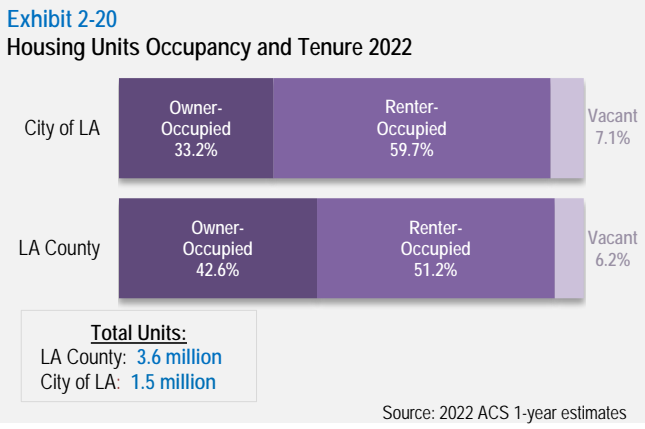 Exhibit 2-20
Housing Units Occupancy and Tenure 2022
City of LA
Owner-
Occupied
33.2%
Renter-
Occupied
59.7%
Vacant
7.1%
LA County
Owner-
Occupied
42.6%
Renter-
Occupied
51.2%
Vacant
6.2%
Total Units:
LA County: 3.6 million
City of LA: 1.5 million
Source: 2022 ACS 1-year estimates